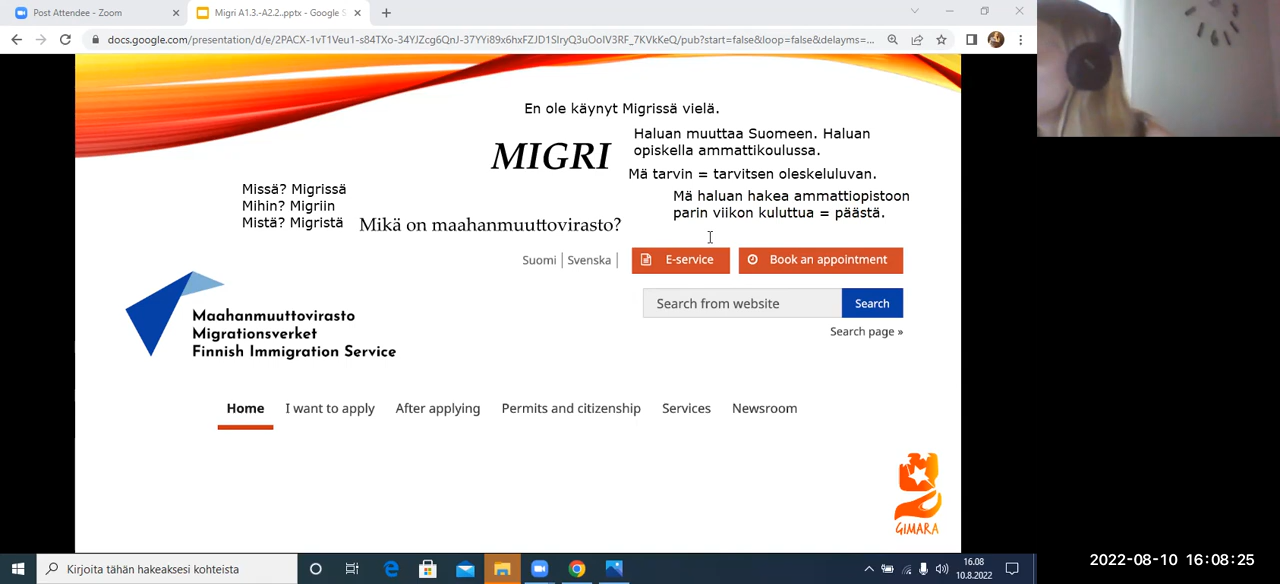 Post Attendee - Zoom
Migri A1.3.-A2.2..pptx - Google S
docs.google.com/presentation/d/e/2PACX-1vT1Veu1-s84TXo-34YJZcg6QnJ-37YYi89x6hxFZJD1SIryQ3uOoIV3RF_7KVkKeQ/pub?start=false&loop=false&delayms=...
En ole käynyt Migrissä vielä.
MIGRI
Haluan muuttaa Suomeen. Haluan
opiskella ammattikoulussa.
Mä tarvin = tarvitsen oleskeluluvan.
Mä haluan hakea ammattiopistoon
parin viikon kuluttua = päästä.
Missä? Migrissä
Mihin? Migriin
Mistä? Migristä
Mikä on maahanmuuttovirasto?
Suomi | Svenska |
E-service
Book an appointment
Search from website
Search
Search page »
Maahanmuuttovirasto
Migrationsverket
Finnish Immigration Service
Home I want to apply After applying Permits and citizenship Services Newsroom
GIMARA
Kirjoita tähän hakeaksesi kohteista
16.08
10.8.2022
2022-08-10 16:08:25